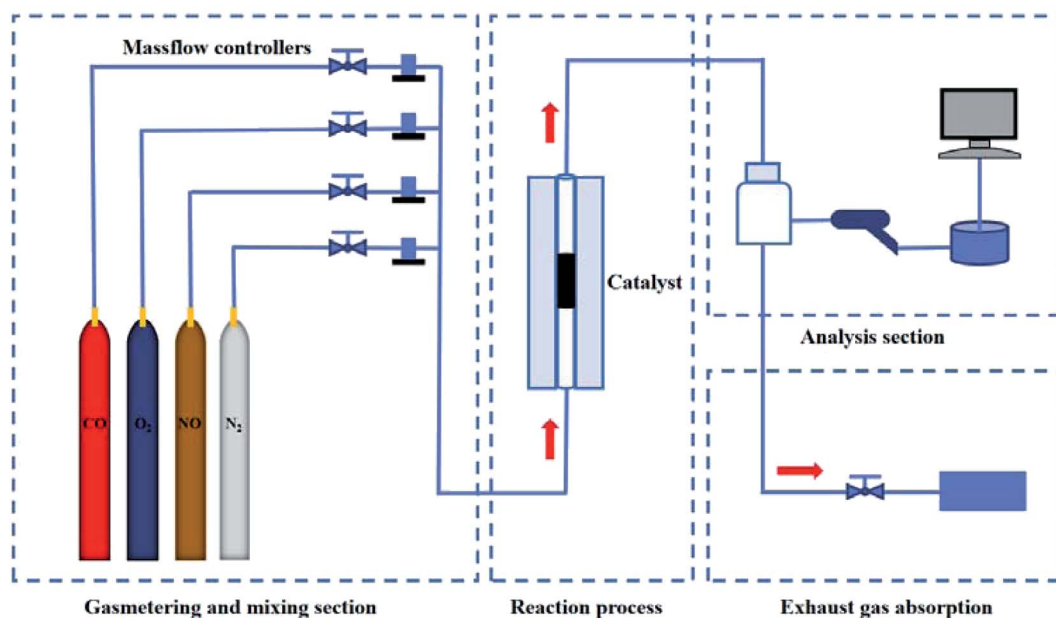 Massflow controllers
CO
O₂
NO
N₂
Catalyst
Analysis section
Gasmetering and mixing section
Reaction process
Exhaust gas absorption